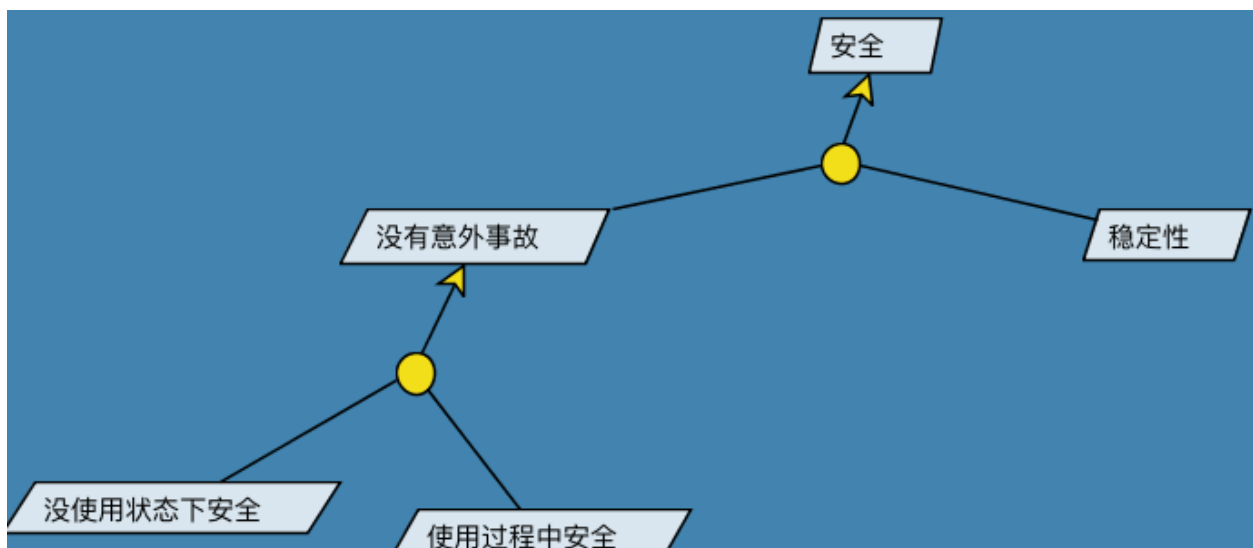 安全
没有意外事故
稳定性
没使用状态下安全
使用过程中安全